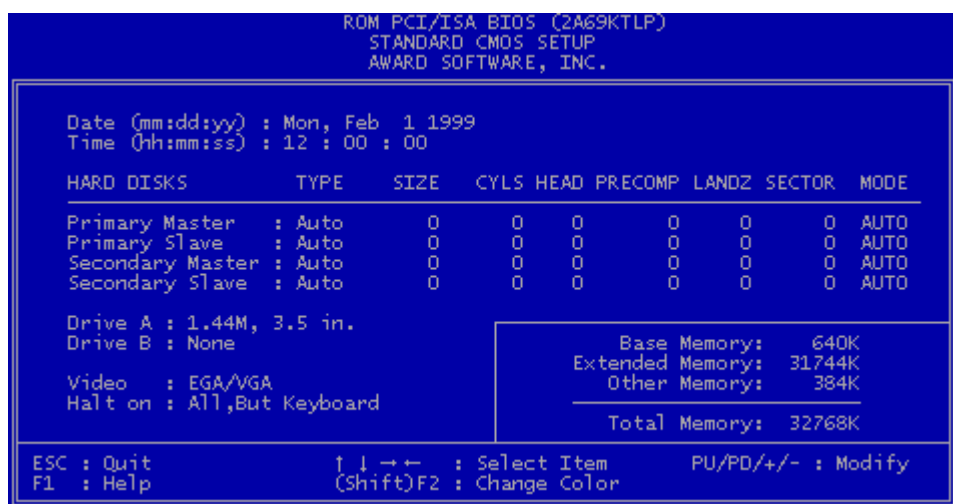 ROM PCI/ISA BIOS (2A69KTLP)
STANDARD CMOS SETUP
AWARD SOFTWARE, INC.
Date (mm:dd:yy) : Mon, Feb 1 1999
Time (hh:mm:ss) : 12 : 00 : 00
HARD DISKS TYPE SIZE CYLS HEAD PRECOMP LANDZ SECTOR MODE
Primary Master : Auto 0 0 0 0 0 0 AUTO
Primary Slave : Auto 0 0 0 0 0 0 AUTO
Secondary Master : Auto 0 0 0 0 0 0 AUTO
Secondary Slave : Auto 0 0 0 0 0 0 AUTO
Drive A : 1.44M, 3.5 in.
Drive B : None
Video : EGA/VGA
Halt on : All,But Keyboard
Base Memory: 640K
Extended Memory: 31744K
Other Memory: 384K
Total Memory: 32768K
ESC : Quit ↑ ↓ → ← : Select Item PU/PD/+/- : Modify
F1 : Help (Shift)F2 : Change Color